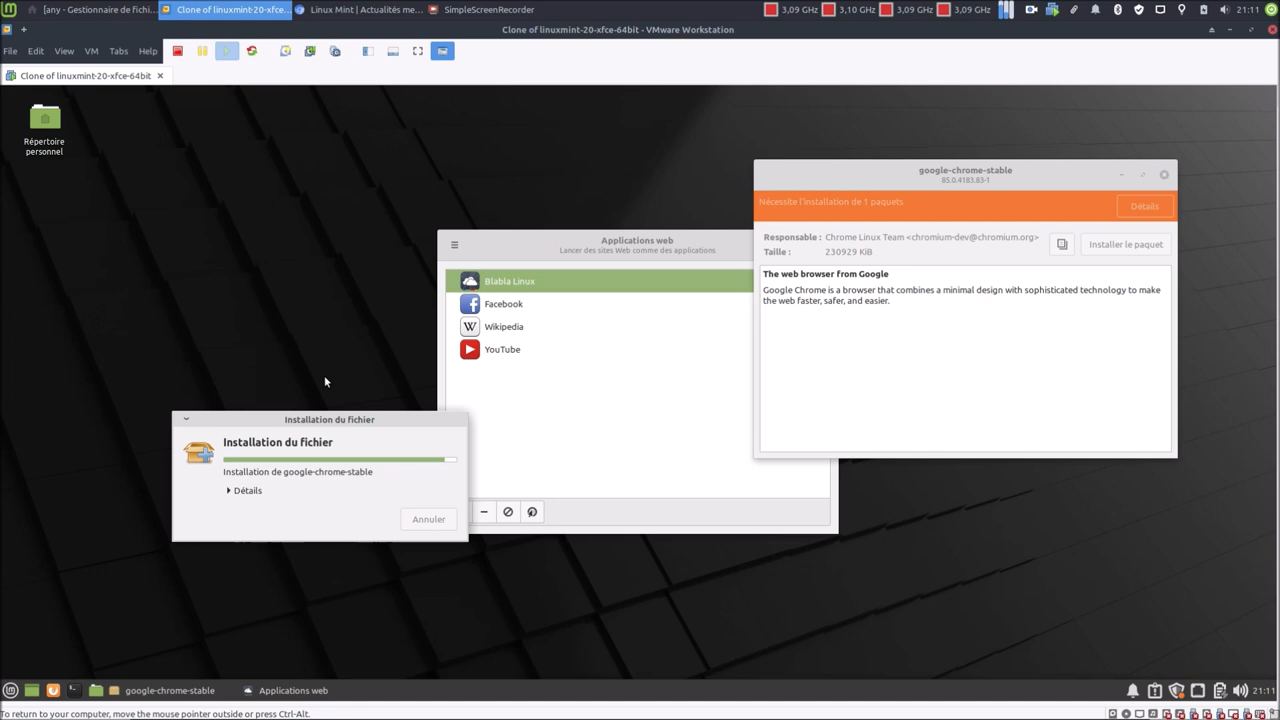 [any - Gestionnaire de fichi...
Clone of linuxmint-20-xfce...
Linux Mint | Actualités me...
SimpleScreenRecorder
3,09 GHz
3,10 GHz
3,09 GHz
3,09 GHz
21:11
Clone of linuxmint-20-xfce-64bit - VMware Workstation
File Edit View VM Tabs Help
Clone of linuxmint-20-xfce-64bit
Répertoire
personnel
google-chrome-stable
85.0.4183.83-1
Nécessite l'installation de 1 paquets
Détails
Responsable : Chrome Linux Team <chromium-dev@chromium.org>
Taille : 230929 KiB
Installer le paquet
The web browser from Google
Google Chrome is a browser that combines a minimal design with sophisticated technology to make
the web faster, safer, and easier.
Applications web
Lancer des sites Web comme des applications
Blabla Linux
Facebook
W Wikipedia
YouTube
Installation du fichier
Installation du fichier
Installation de google-chrome-stable
Détails
Annuler
google-chrome-stable
Applications web
21:11
To return to your computer, move the mouse pointer outside or press Ctrl-Alt.